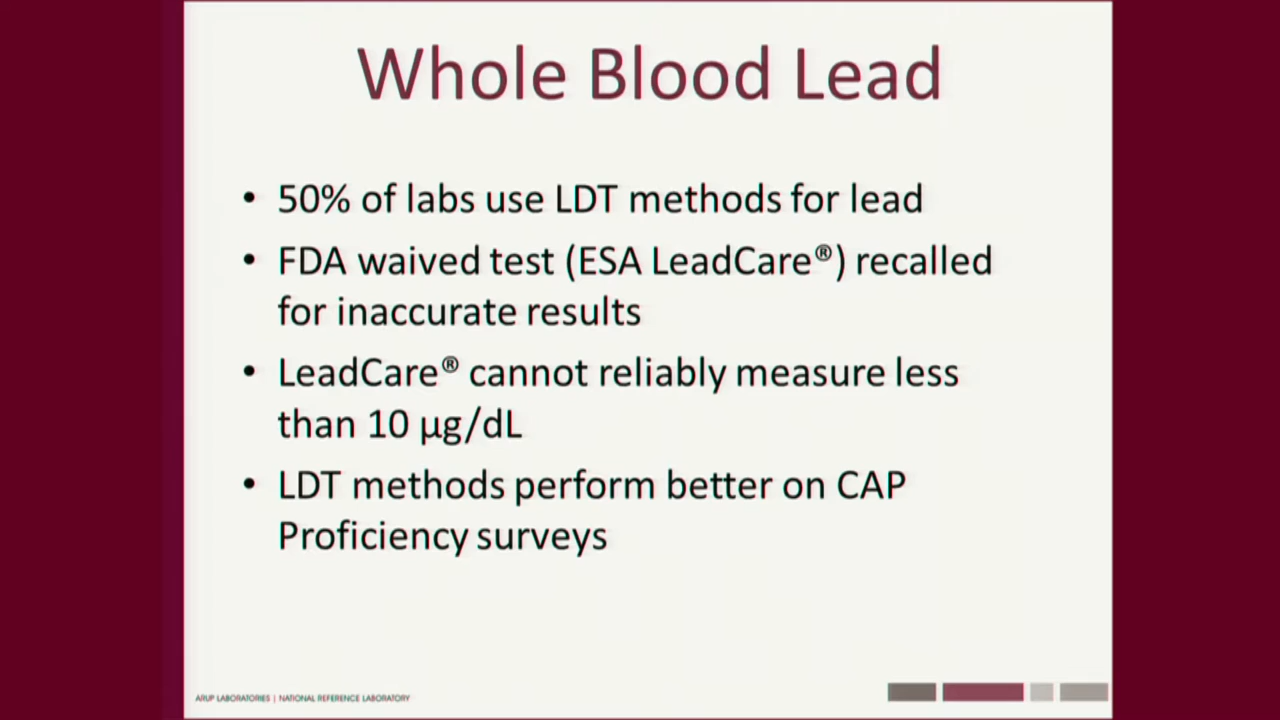 Whole Blood Lead
• 50% of labs use LDT methods for lead
• FDA waived test (ESA LeadCare®) recalled
for inaccurate results
• LeadCare® cannot reliably measure less
than 10 µg/dL
• LDT methods perform better on CAP
Proficiency surveys
ARUP LABORATORIES | NATIONAL REFERENCE LABORATORY